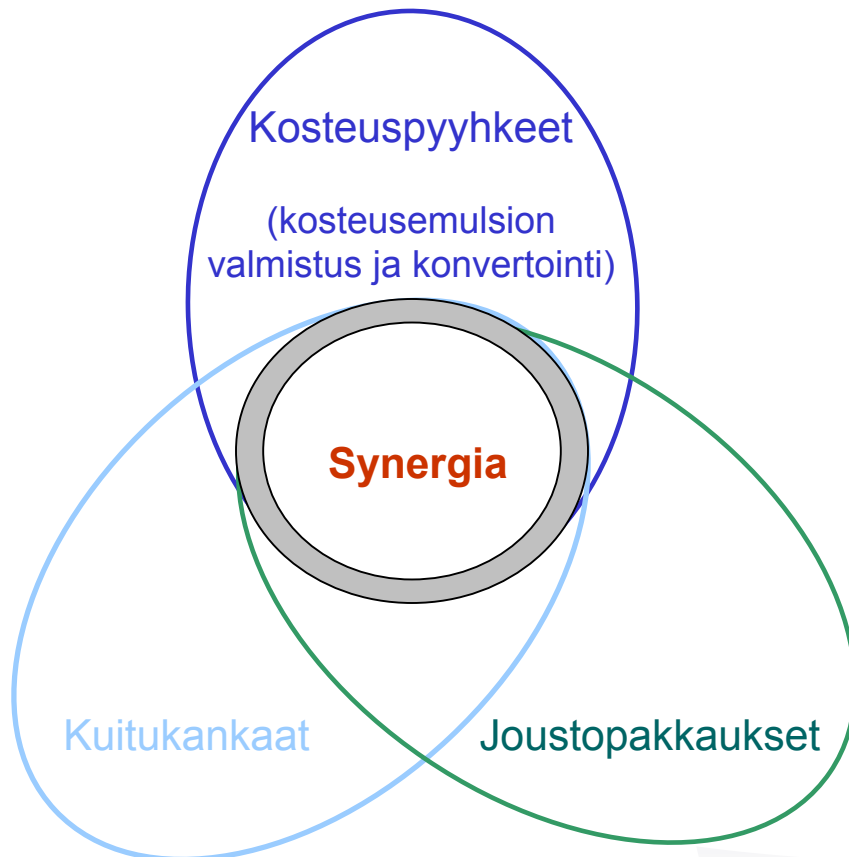 Kosteuspyyhkeet
(kosteusemulsion
valmistus ja konvertointi)
Synergia
Kuitukankaat
Joustopakkaukset